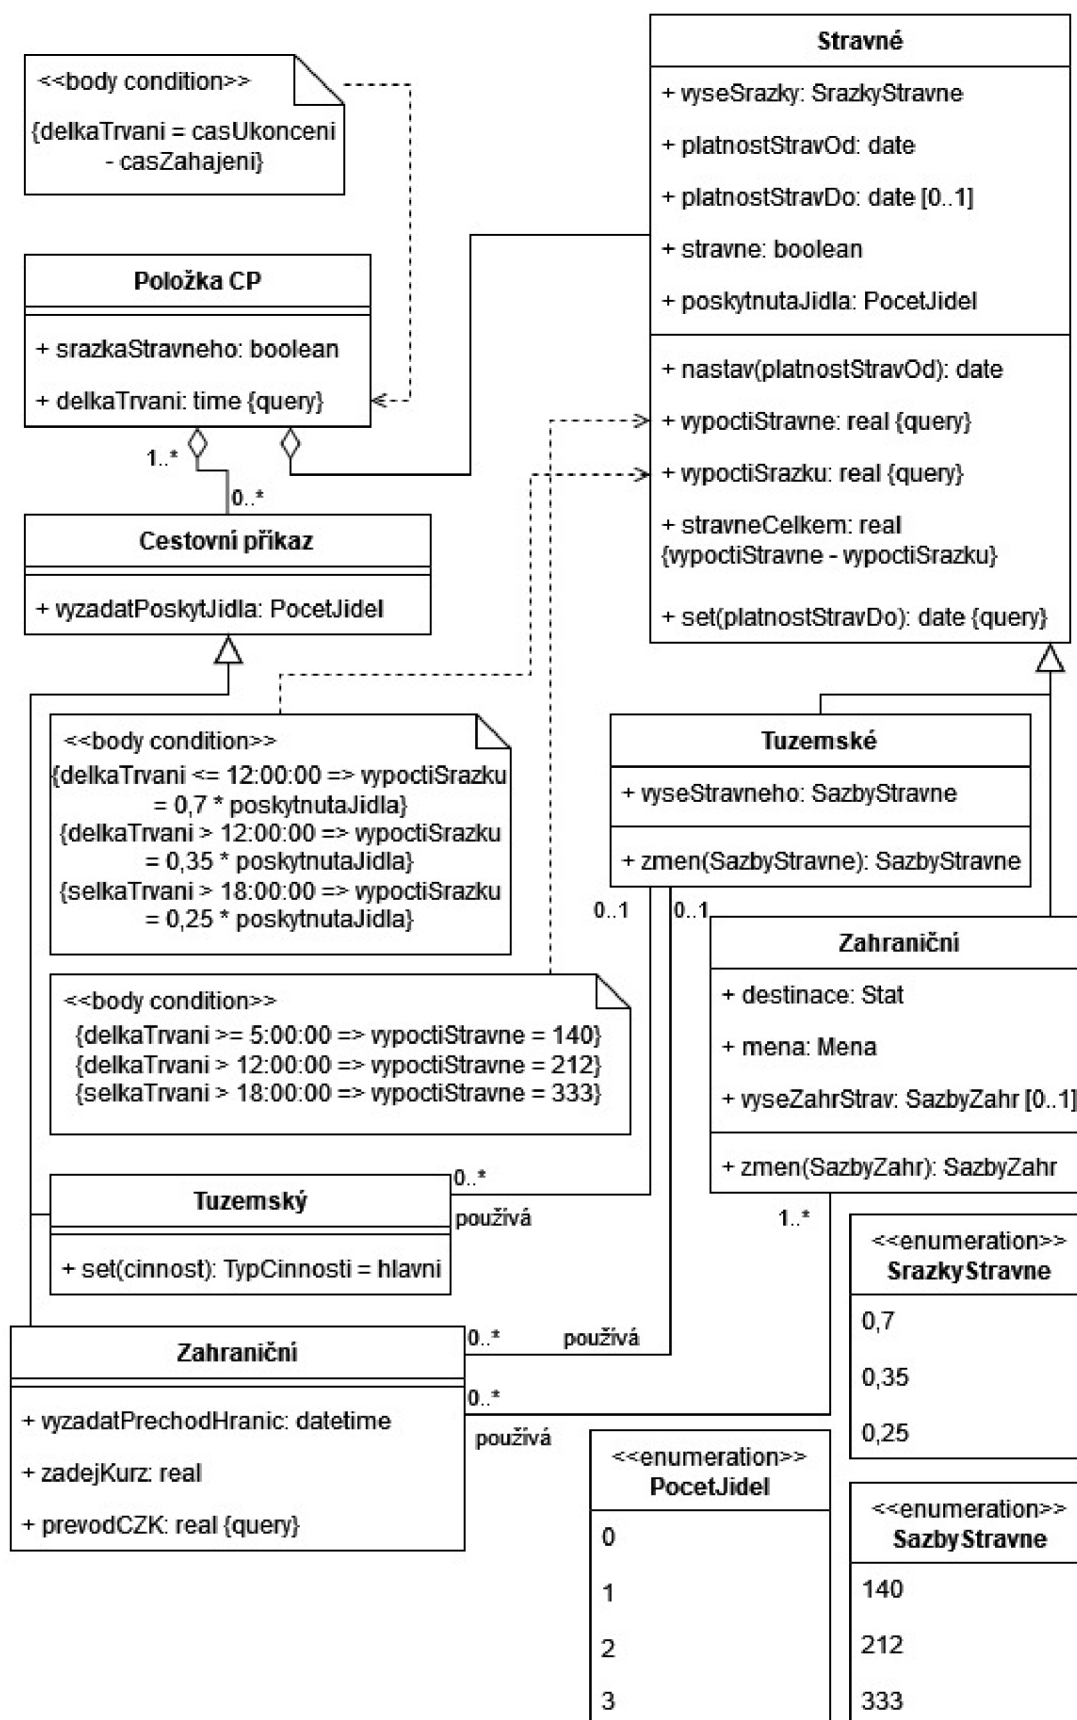 <<body condition>>
{delkaTrvani = casUkonceni
- casZahajeni}
Stravné
+ vyseSrazky: SrazkyStravne
+ platnostStravOd: date
+ platnostStravDo: date [0..1]
+ stravne: boolean
+ poskytnutaJidla: PocetJidel
+ nastav(platnostStravOd): date
+ vypoctiStravne: real {query}
+ vypoctiSrazku: real {query}
+ stravneCelkem: real
{vypoctiStravne - vypoctiSrazku}
+ set(platnostStravDo): date {query}
Položka CP
+ srazkaStravneho: boolean
+ delkaTrvani: time {query}
1..*
0..*
Cestovní příkaz
+ vyzadatPoskytJidla: PocetJidel
<<body condition>>
{delkaTrvani <= 12:00:00 => vypoctiSrazku
= 0,7 * poskytnutaJidla}
{delkaTrvani > 12:00:00 => vypoctiSrazku
= 0,35 * poskytnutaJidla}
{selkaTrvani > 18:00:00 => vypoctiSrazku
= 0,25 * poskytnutaJidla}
Tuzemské
+ vyseStravneho: SazbyStravne
+ zmen(SazbyStravne): SazbyStravne
0..1
0..1
Zahraniční
+ destinace: Stat
+ mena: Mena
+ vyseZahrStrav: SazbyZahr [0..1]
+ zmen(SazbyZahr): SazbyZahr
<<body condition>>
{delkaTrvani >= 5:00:00 => vypoctiStravne = 140}
{delkaTrvani > 12:00:00 => vypoctiStravne = 212}
{selkaTrvani > 18:00:00 => vypoctiStravne = 333}
Tuzemský
+ set(cinnost): TypCinnosti = hlavni
0..*
používá
1..*
Zahraniční
+ vyzadatPrechodHranic: datetime
+ zadejKurz: real
+ prevodCZK: real {query}
0..*
používá
0..*
používá
<<enumeration>>
SrazkyStravne
0,7
0,35
0,25
<<enumeration>>
PocetJidel
0
1
2
3
<<enumeration>>
SazbyStravne
140
212
333